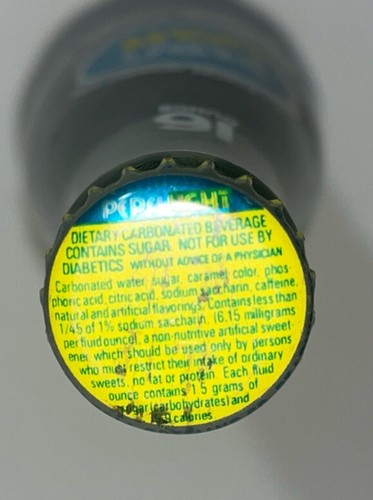 16
PEPSI LIGHT
DIETARY CARBONATED BEVERAGE
CONTAINS SUGAR. NOT FOR USE BY
DIABETICS WITHOUT ADVICE OF A PHYSICIAN
Carbonated water, sugar, caramel color, phos-
phoric acid, citric acid, sodium saccharin, caffeine,
natural and artificial flavorings. Contains less than
1/45 of 1% sodium saccharin, (6.15 milligrams
per fluid ounce), a non-nutritive artificial sweet-
ener which should be used only by persons
who must restrict their intake of ordinary
sweets, no fat or protein. Each fluid
ounce contains 1.5 grams of
sugar (carbohydrates) and
calories